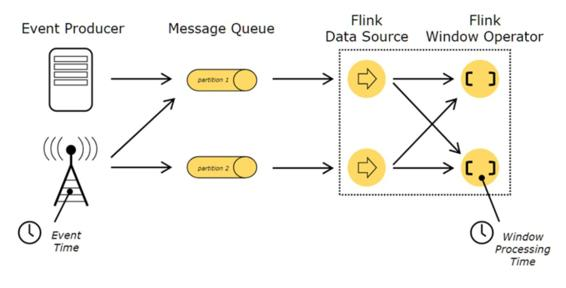 Event Producer
Message Queue
Flink
Data Source
Flink
Window Operator
partition 1
partition 2
Event
Time
Window
Processing
Time